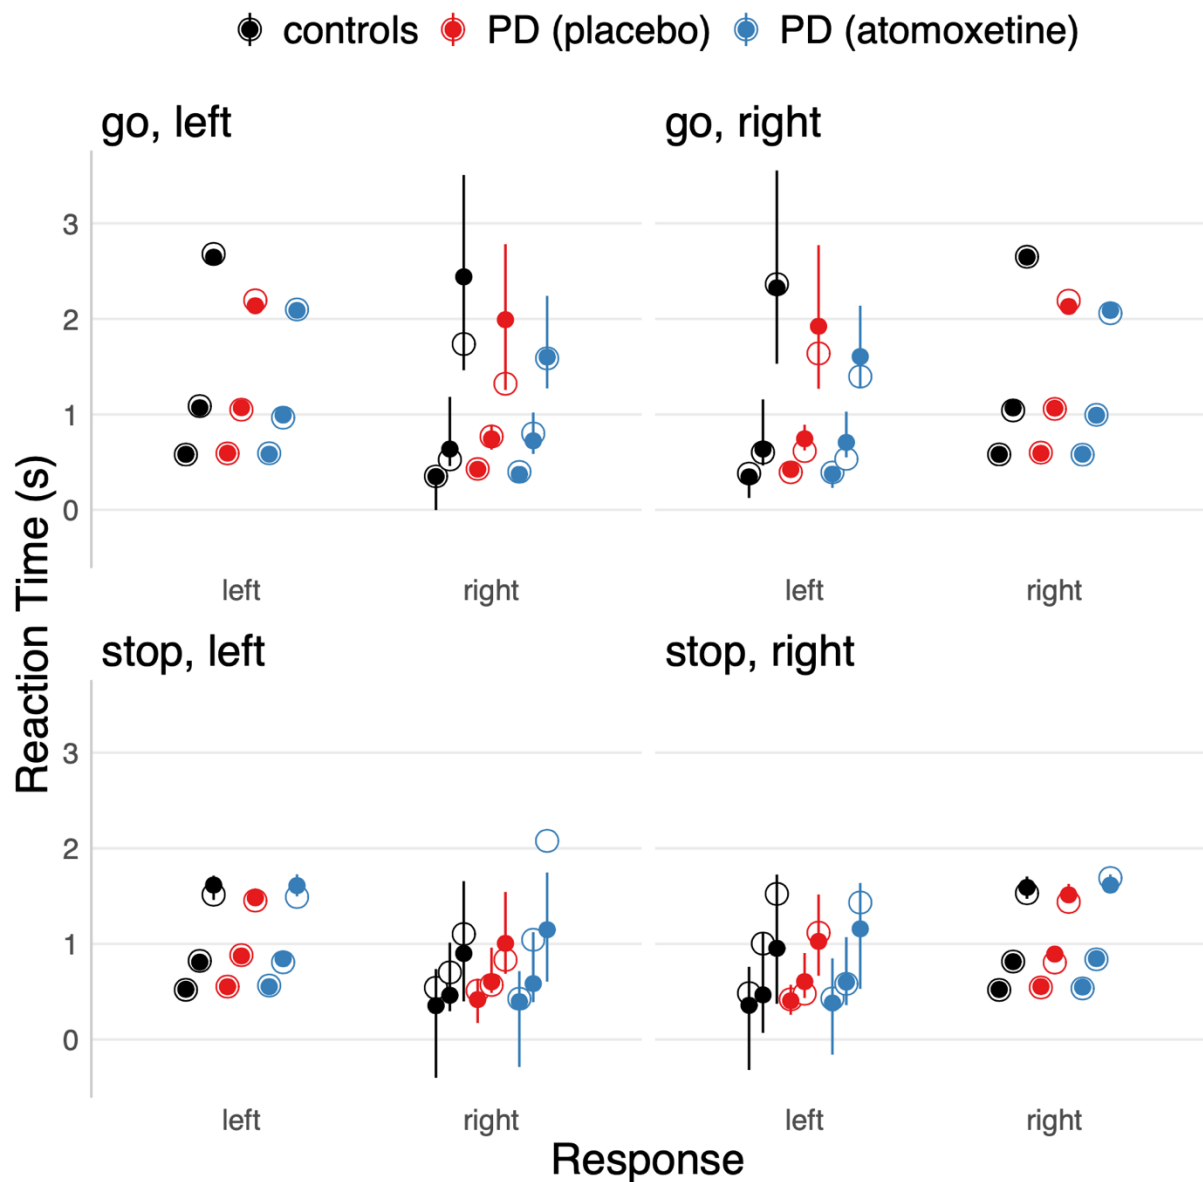 controls PD (placebo) PD (atomoxetine)
go, left
go, right
3
2
1
0
left right
left right
stop, left
stop, right
3
2
1
0
left right
left right
Reaction Time (s)
Response